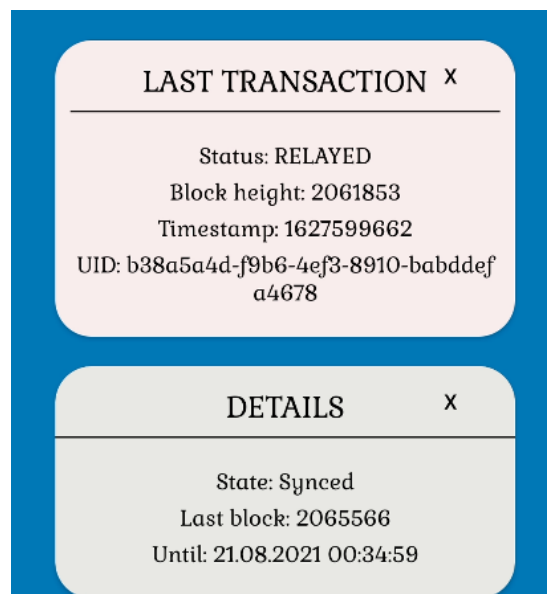 LAST TRANSACTION X
Status: RELAYED
Block height: 2061853
Timestamp: 1627599662
UID: b38a5a4d-f9b6-4ef3-8910-babddef
a4678
DETAILS X
State: Synced
Last block: 2065566
Until: 21.08.2021 00:34:59